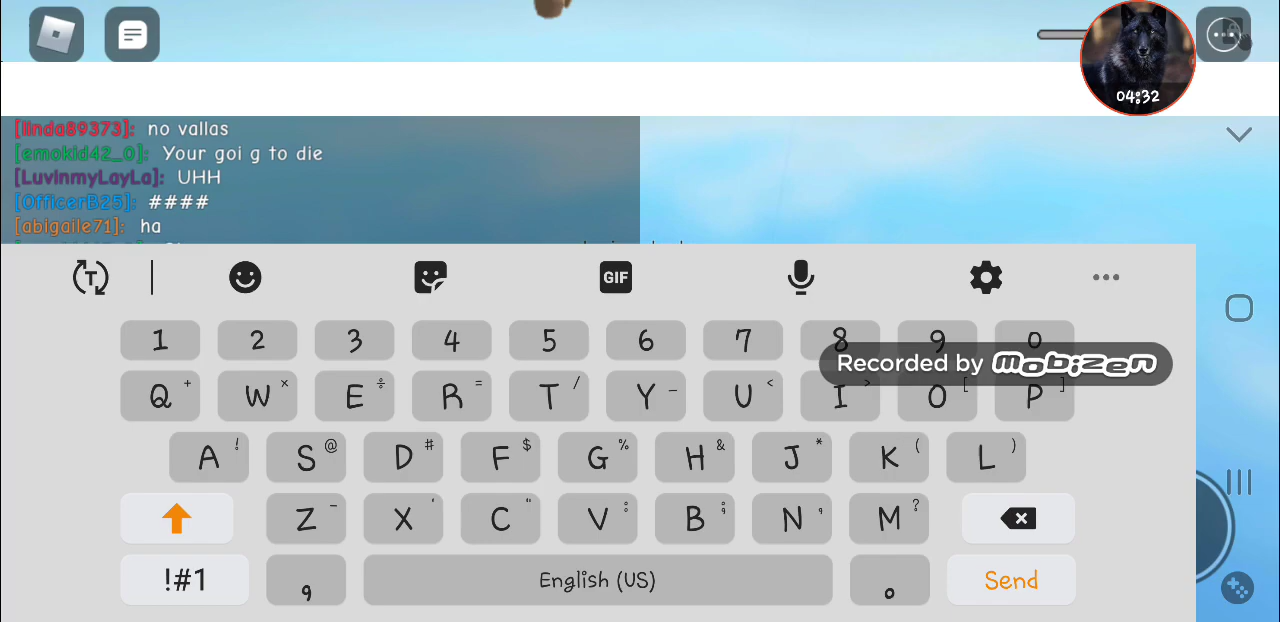 04:32
[linda89373]: no vallas
[emokid42_0]: Your goi g to die
[LuvinmyLayLa]: UHH
[OfficerB25]: ####
[abigaile71]: ha
T GIF
1 2 3 4 5 6 7 8 9 0
Recorded by mobizen
Q + W × E ÷ R = T / Y _ U < I > O [ P ]
A ! S @ D # F $ G % H & J * K ( L )
Z - X ' C " V : B ; N , M ?
!#1 , English (US) . Send